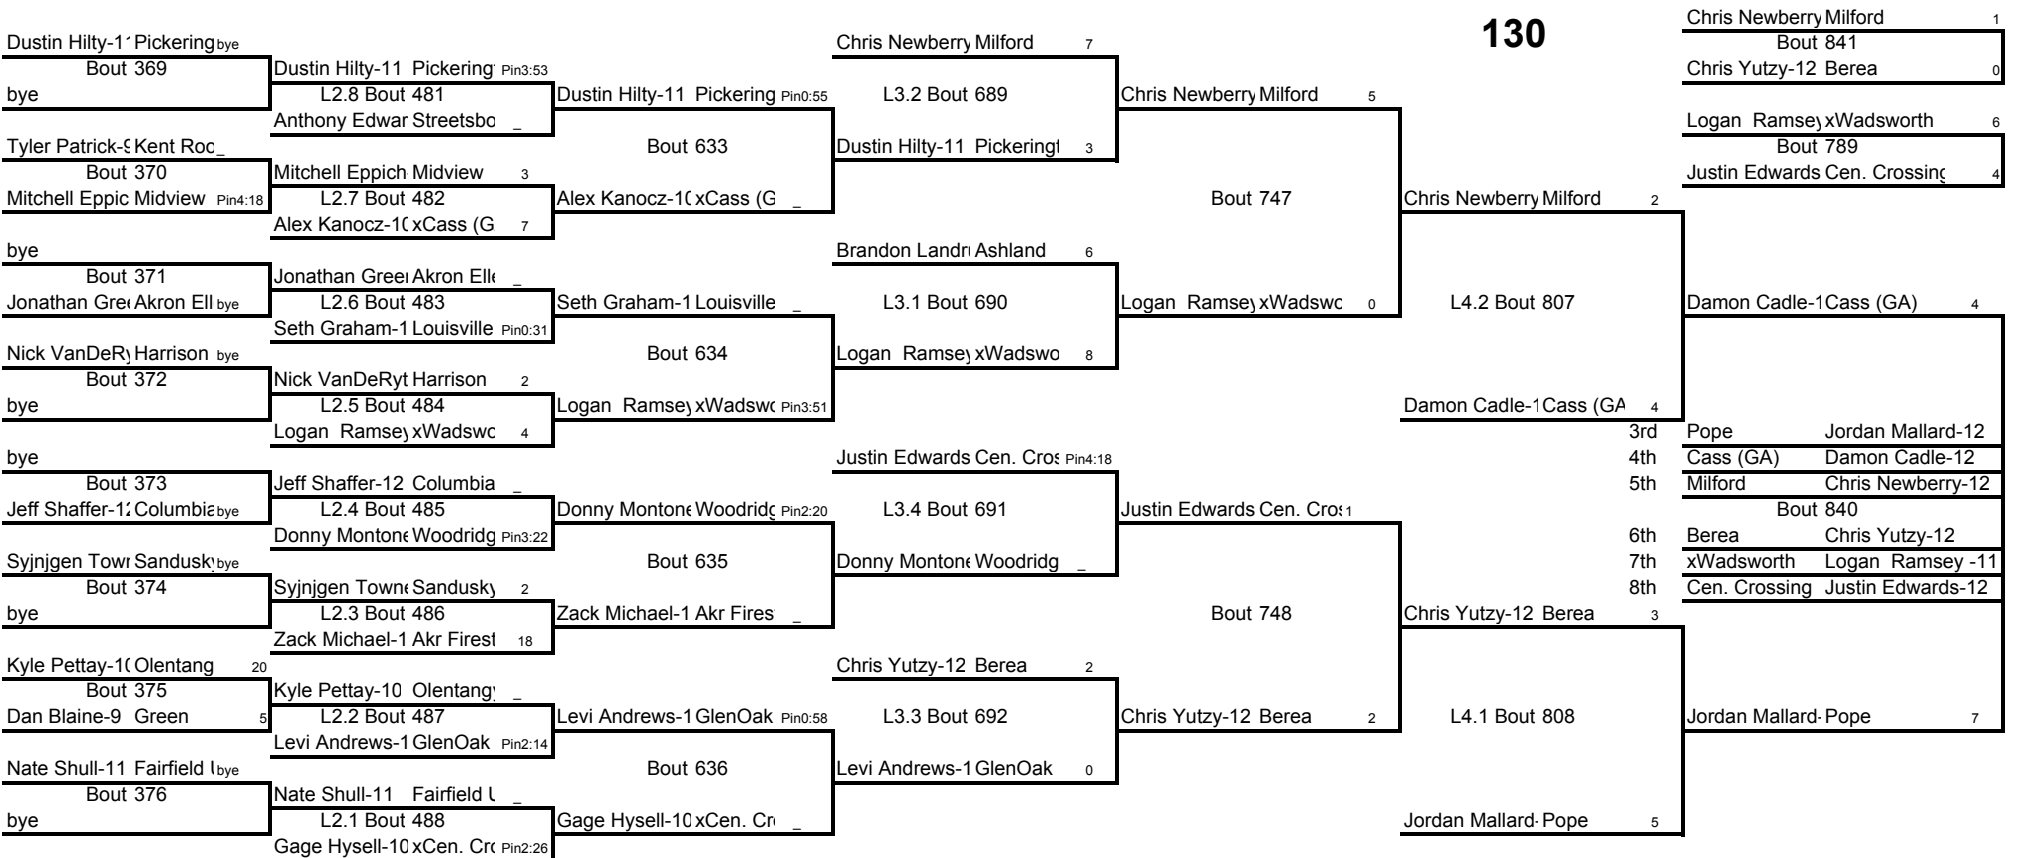 130
Dustin Hilty-11 Pickering bye
Bout 369
bye
Tyler Patrick-9 Kent Roo _
Bout 370
Mitchell Eppic Midview Pin4:18
bye
Bout 371
Jonathan Gree Akron Ell bye
Nick VanDeRy Harrison bye
Bout 372
bye
bye
Bout 373
Jeff Shaffer-12 Columbia bye
Syjnjgen Town Sandusky bye
Bout 374
bye
Kyle Pettay-10 Olentang 20
Bout 375
Dan Blaine-9 Green 5
Nate Shull-11 Fairfield U bye
Bout 376
bye
Dustin Hilty-11 Pickering Pin3:53
L2.8 Bout 481
Anthony Edwar Streetsbo _
Mitchell Eppich Midview 3
L2.7 Bout 482
Alex Kanocz-10 xCass (G 7
Jonathan Green Akron Elle _
L2.6 Bout 483
Seth Graham-1 Louisville Pin0:31
Nick VanDeRyt Harrison 2
L2.5 Bout 484
Logan Ramsey xWadswo 4
Jeff Shaffer-12 Columbia _
L2.4 Bout 485
Donny Montone Woodridg Pin3:22
Syjnjgen Towne Sandusky 2
L2.3 Bout 486
Zack Michael-1 Akr Firest 18
Kyle Pettay-10 Olentangy _
L2.2 Bout 487
Levi Andrews-1 GlenOak Pin2:14
Nate Shull-11 Fairfield U _
L2.1 Bout 488
Gage Hysell-10 xCen. Cro Pin2:26
Dustin Hilty-11 Pickering Pin0:55
Bout 633
Alex Kanocz-10 xCass (G _
Seth Graham-1 Louisville _
Bout 634
Logan Ramsey xWadswo Pin3:51
Donny Montone Woodridg Pin2:20
Bout 635
Zack Michael-1 Akr Fires _
Levi Andrews-1 GlenOak Pin0:58
Bout 636
Gage Hysell-10 xCen. Cro _
Chris Newberry Milford 7
L3.2 Bout 689
Dustin Hilty-11 Pickeringt 3
Brandon Landr Ashland 6
L3.1 Bout 690
Logan Ramsey xWadswo 8
Justin Edwards Cen. Cros Pin4:18
L3.4 Bout 691
Donny Montone Woodridg _
Chris Yutzy-12 Berea 2
L3.3 Bout 692
Levi Andrews-1 GlenOak 0
Chris Newberry Milford 5
Bout 747
Logan Ramsey xWadswo 0
Justin Edwards Cen. Cros 1
Bout 748
Chris Yutzy-12 Berea 2
Chris Newberry Milford 2
L4.2 Bout 807
Damon Cadle-1 Cass (GA 4
Chris Yutzy-12 Berea 3
L4.1 Bout 808
Jordan Mallard- Pope 5
Chris Newberry Milford 1
Bout 841
Chris Yutzy-12 Berea 0
Logan Ramsey xWadsworth 6
Bout 789
Justin Edwards Cen. Crossing 4
Damon Cadle-1 Cass (GA) 4
3rd Pope Jordan Mallard-12
4th Cass (GA) Damon Cadle-12
5th Milford Chris Newberry-12
Bout 840
6th Berea Chris Yutzy-12
7th xWadsworth Logan Ramsey -11
8th Cen. Crossing Justin Edwards-12
Jordan Mallard- Pope 7